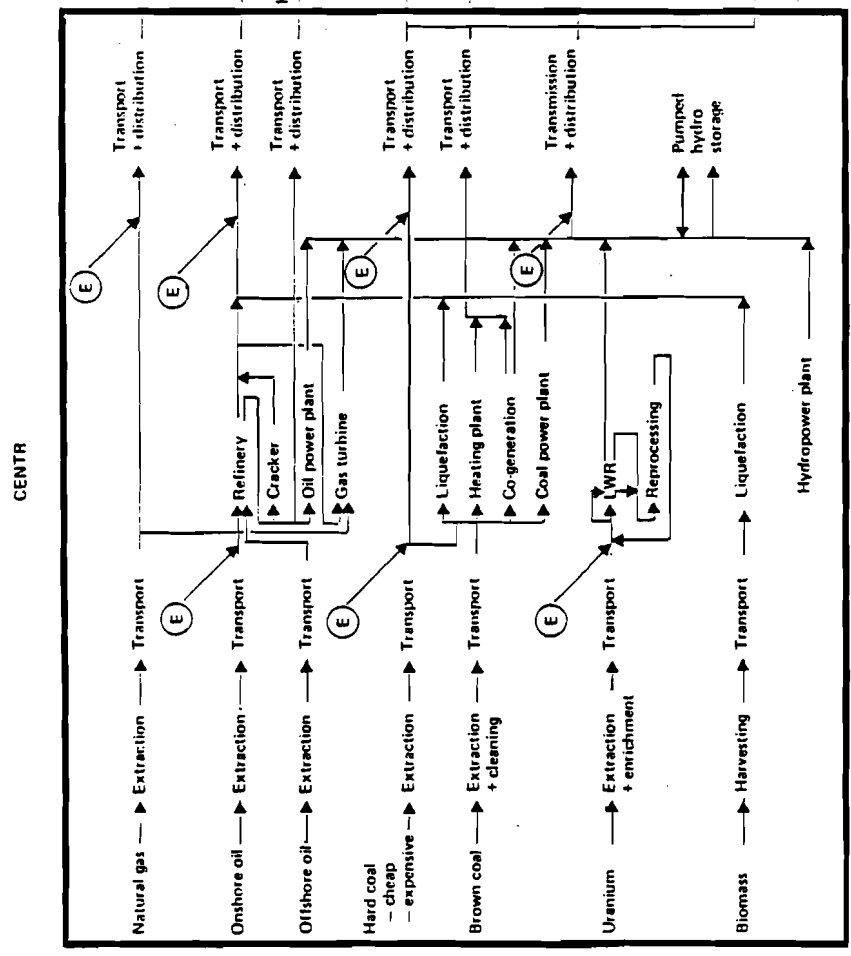 CENTR
Natural gas
Extraction
Transport
E
Transport
+ distribution
Onshore oil
Extraction
Transport
E
Refinery
E
Transport
+ distribution
Cracker
Offshore oil
Extraction
Transport
Oil power plant
Transport
+ distribution
Gas turbine
Hard coal
– cheap
– expensive
Extraction
Transport
E
E
Transport
+ distribution
Liquefaction
Brown coal
Extraction
+ cleaning
Transport
Heating plant
Transport
+ distribution
Co-generation
Coal power plant
E
Transmission
+ distribution
Uranium
Extraction
+ enrichment
Transport
E
LWR
Reprocessing
Pumped
hydro
storage
Biomass
Harvesting
Transport
Liquefaction
Hydropower plant